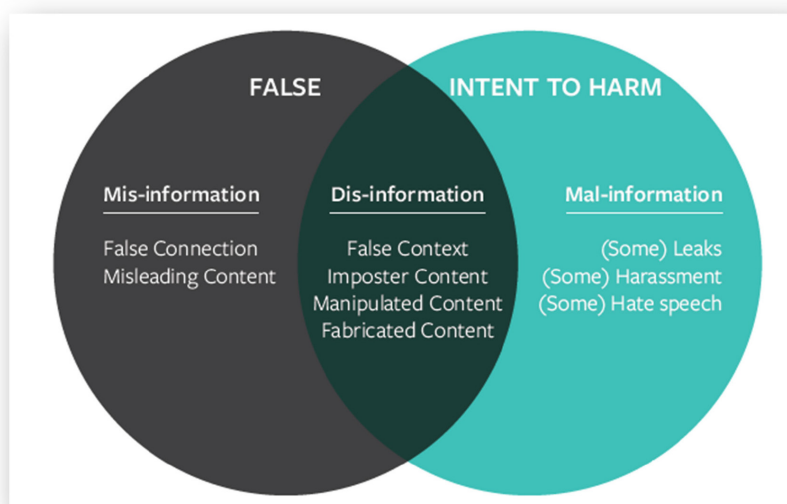 FALSE
INTENT TO HARM
Mis-information
False Connection
Misleading Content
Dis-information
False Context
Imposter Content
Manipulated Content
Fabricated Content
Mal-information
(Some) Leaks
(Some) Harassment
(Some) Hate speech